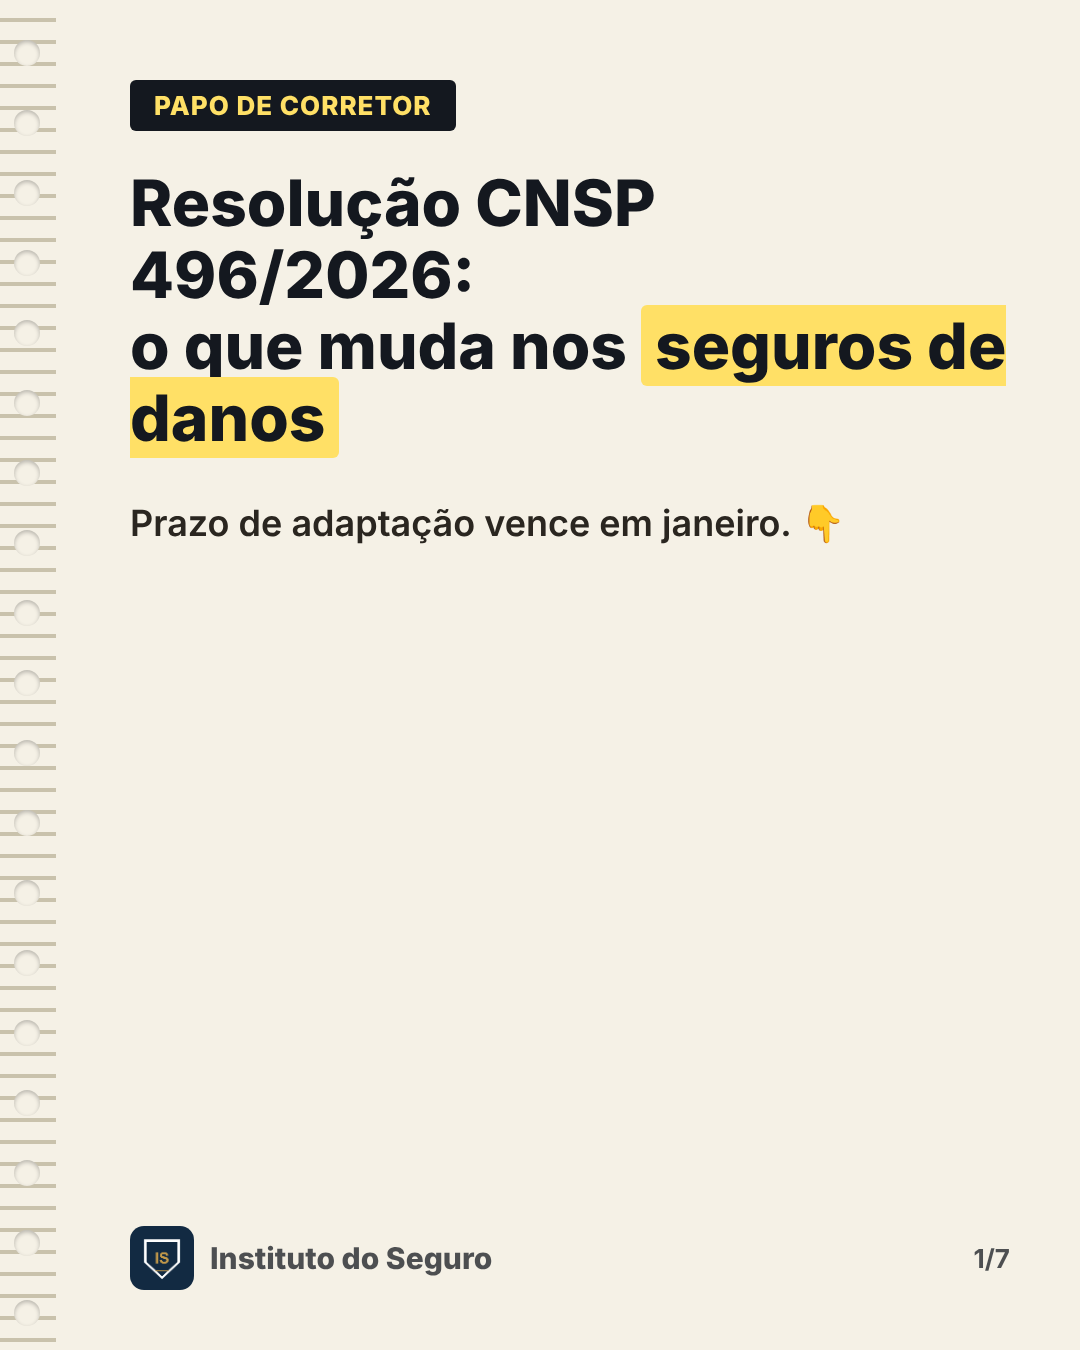 PAPO DE CORRETOR
Resolução CNSP
496/2026:
o que muda nos seguros de
danos
Prazo de adaptação vence em janeiro. 👇
IS
Instituto do Seguro
1/7